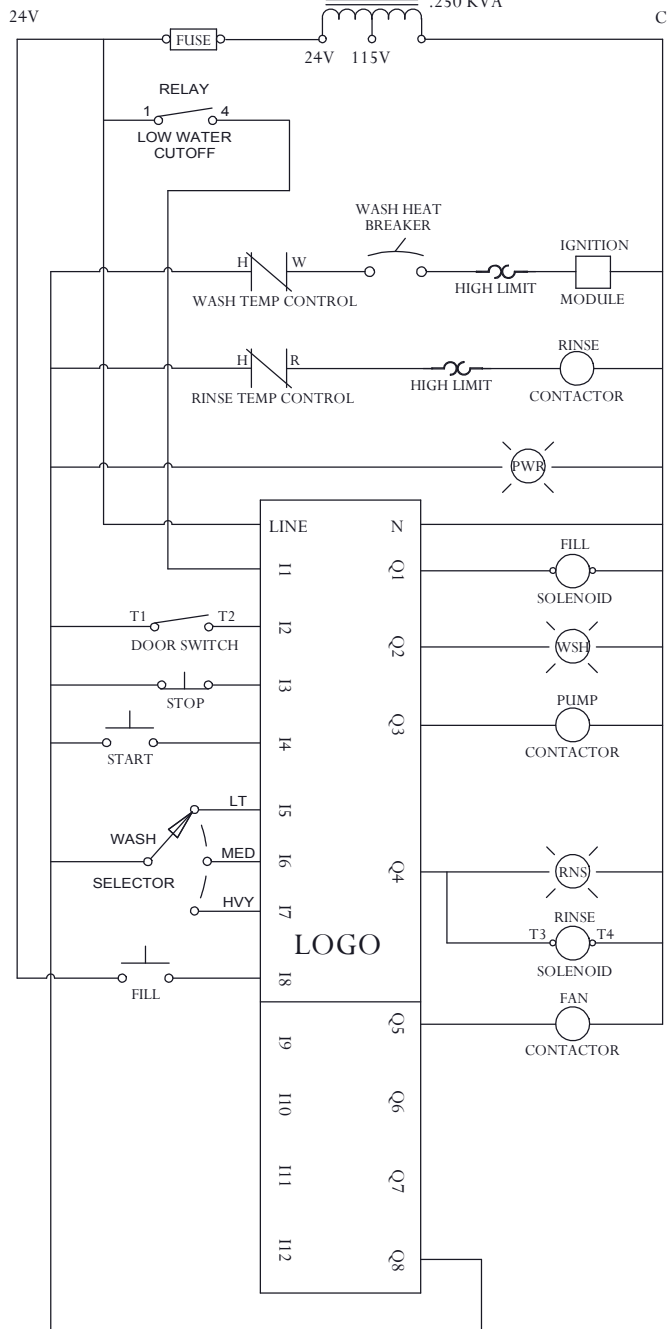 .250 KVA
24V
C
FUSE
24V 115V
RELAY
1 4
LOW WATER
CUTOFF
WASH HEAT
BREAKER
IGNITION
H W
HIGH LIMIT
MODULE
WASH TEMP CONTROL
RINSE
H R
HIGH LIMIT
CONTACTOR
RINSE TEMP CONTROL
PWR
LINE N
FILL
I1 Q1
SOLENOID
T1 T2
I2 Q2
WSH
DOOR SWITCH
I3
STOP
PUMP
Q3
CONTACTOR
I4
START
LT
I5
WASH
MED
I6
Q4
RNS
SELECTOR
HVY
I7
RINSE
T3 T4
LOGO
SOLENOID
I8
FILL
FAN
Q5
CONTACTOR
I9
I10 Q6
I11 Q7
I12 Q8